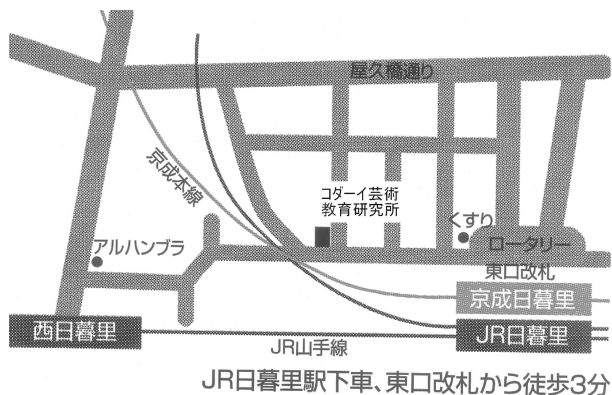 屋久橋通り
京成本線
コダーイ芸術
教育研究所
くすり
アルハンブラ
ロータリー
東口改札
京成日暮里
西日暮里
JR日暮里
JR山手線
JR日暮里駅下車、東口改札から徒歩3分